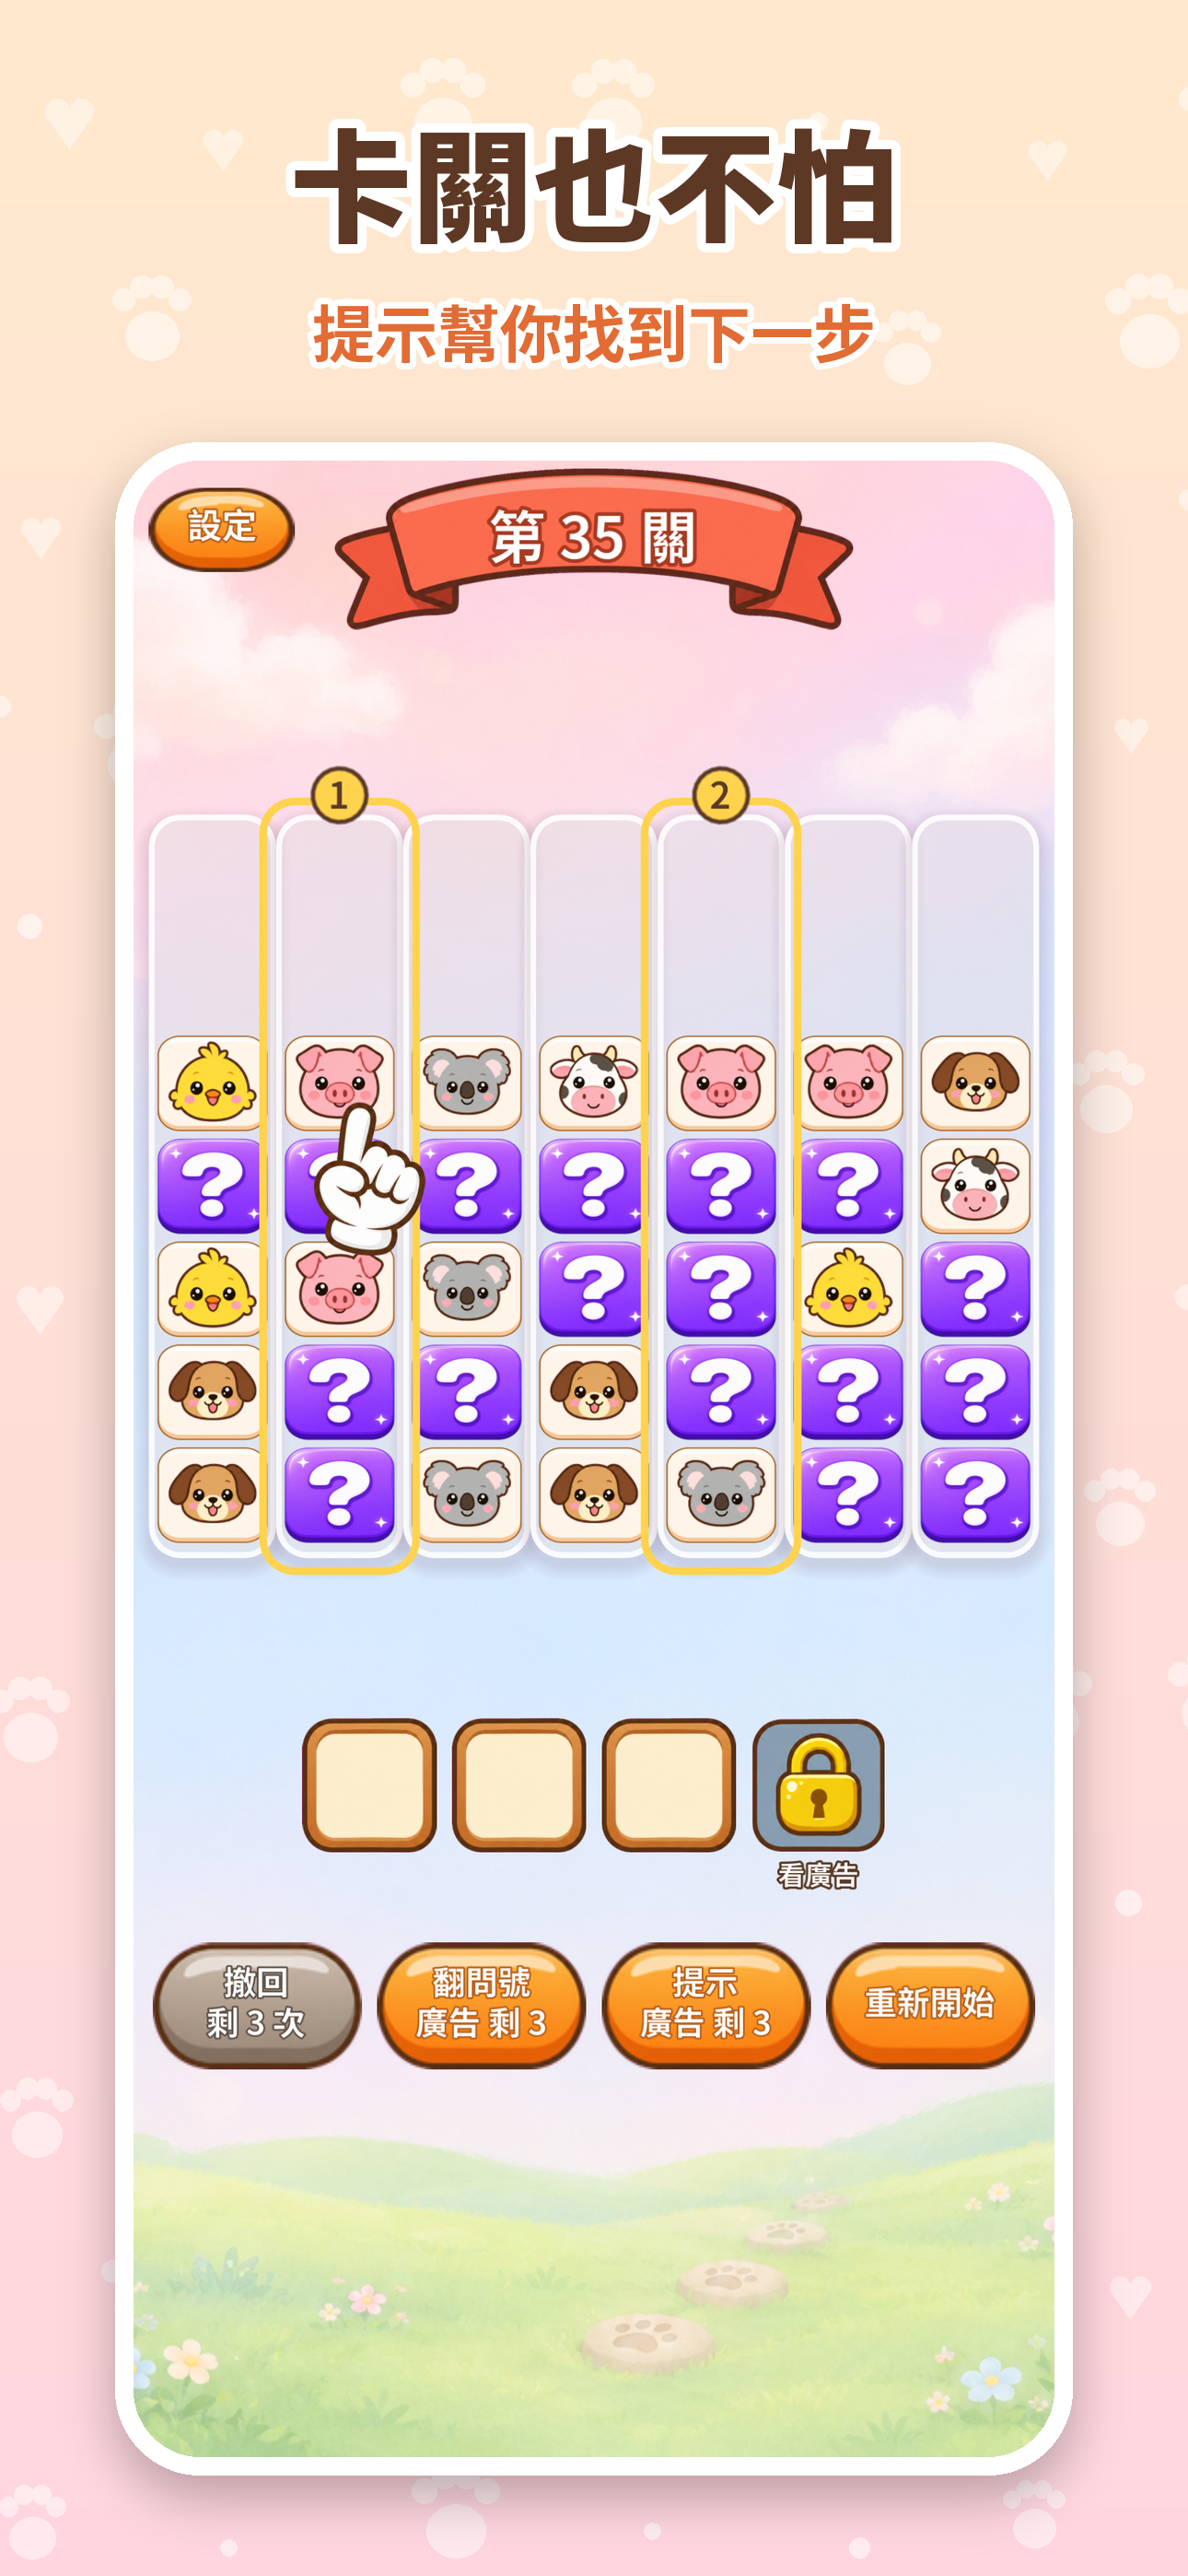 卡關也不怕
提示幫你找到下一步
設定
第 35 關
1
2
?
? ? ? ? ? ?
? ? ?
? ? ? ? ?
? ? ?
看廣告
撤回
剩 3 次
翻問號
廣告 剩 3
提示
廣告 剩 3
重新開始